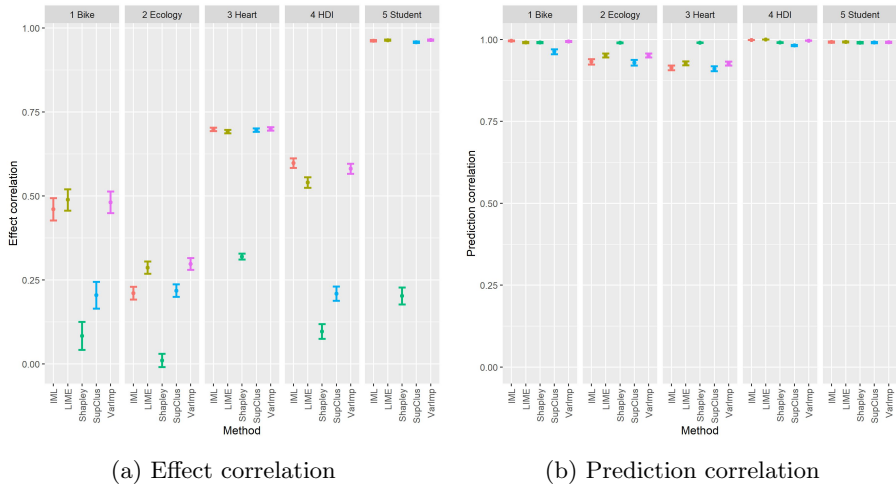 1 Bike 2 Ecology 3 Heart 4 HDI 5 Student
1.00
0.75
0.50
0.25
0.00
Effect correlation
IML LIME Shapley SupClus VarImp IML LIME Shapley SupClus VarImp IML LIME Shapley SupClus VarImp IML LIME Shapley SupClus VarImp IML LIME Shapley SupClus VarImp
Method
(a) Effect correlation
1 Bike 2 Ecology 3 Heart 4 HDI 5 Student
1.00
0.75
0.50
0.25
0.00
Prediction correlation
IML LIME Shapley SupClus VarImp IML LIME Shapley SupClus VarImp IML LIME Shapley SupClus VarImp IML LIME Shapley SupClus VarImp IML LIME Shapley SupClus VarImp
Method
(b) Prediction correlation